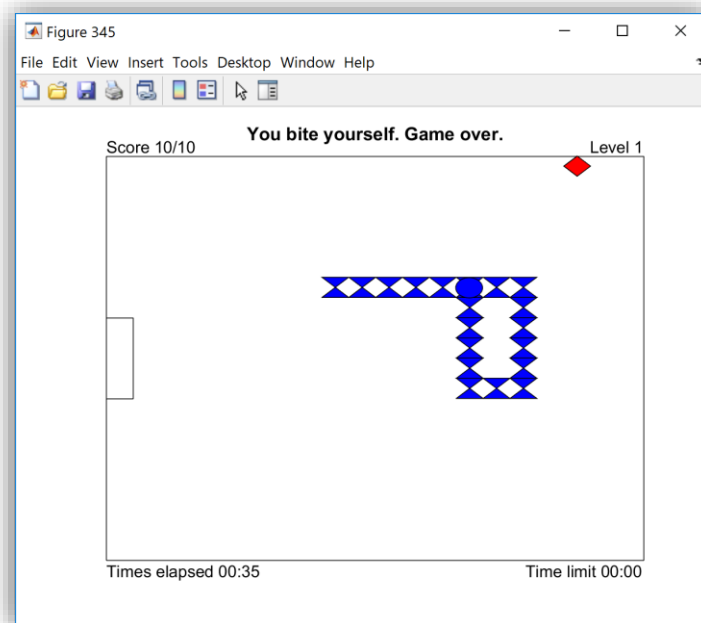 Figure 345
File Edit View Insert Tools Desktop Window Help
You bite yourself. Game over.
Score 10/10
Level 1
Times elapsed 00:35
Time limit 00:00